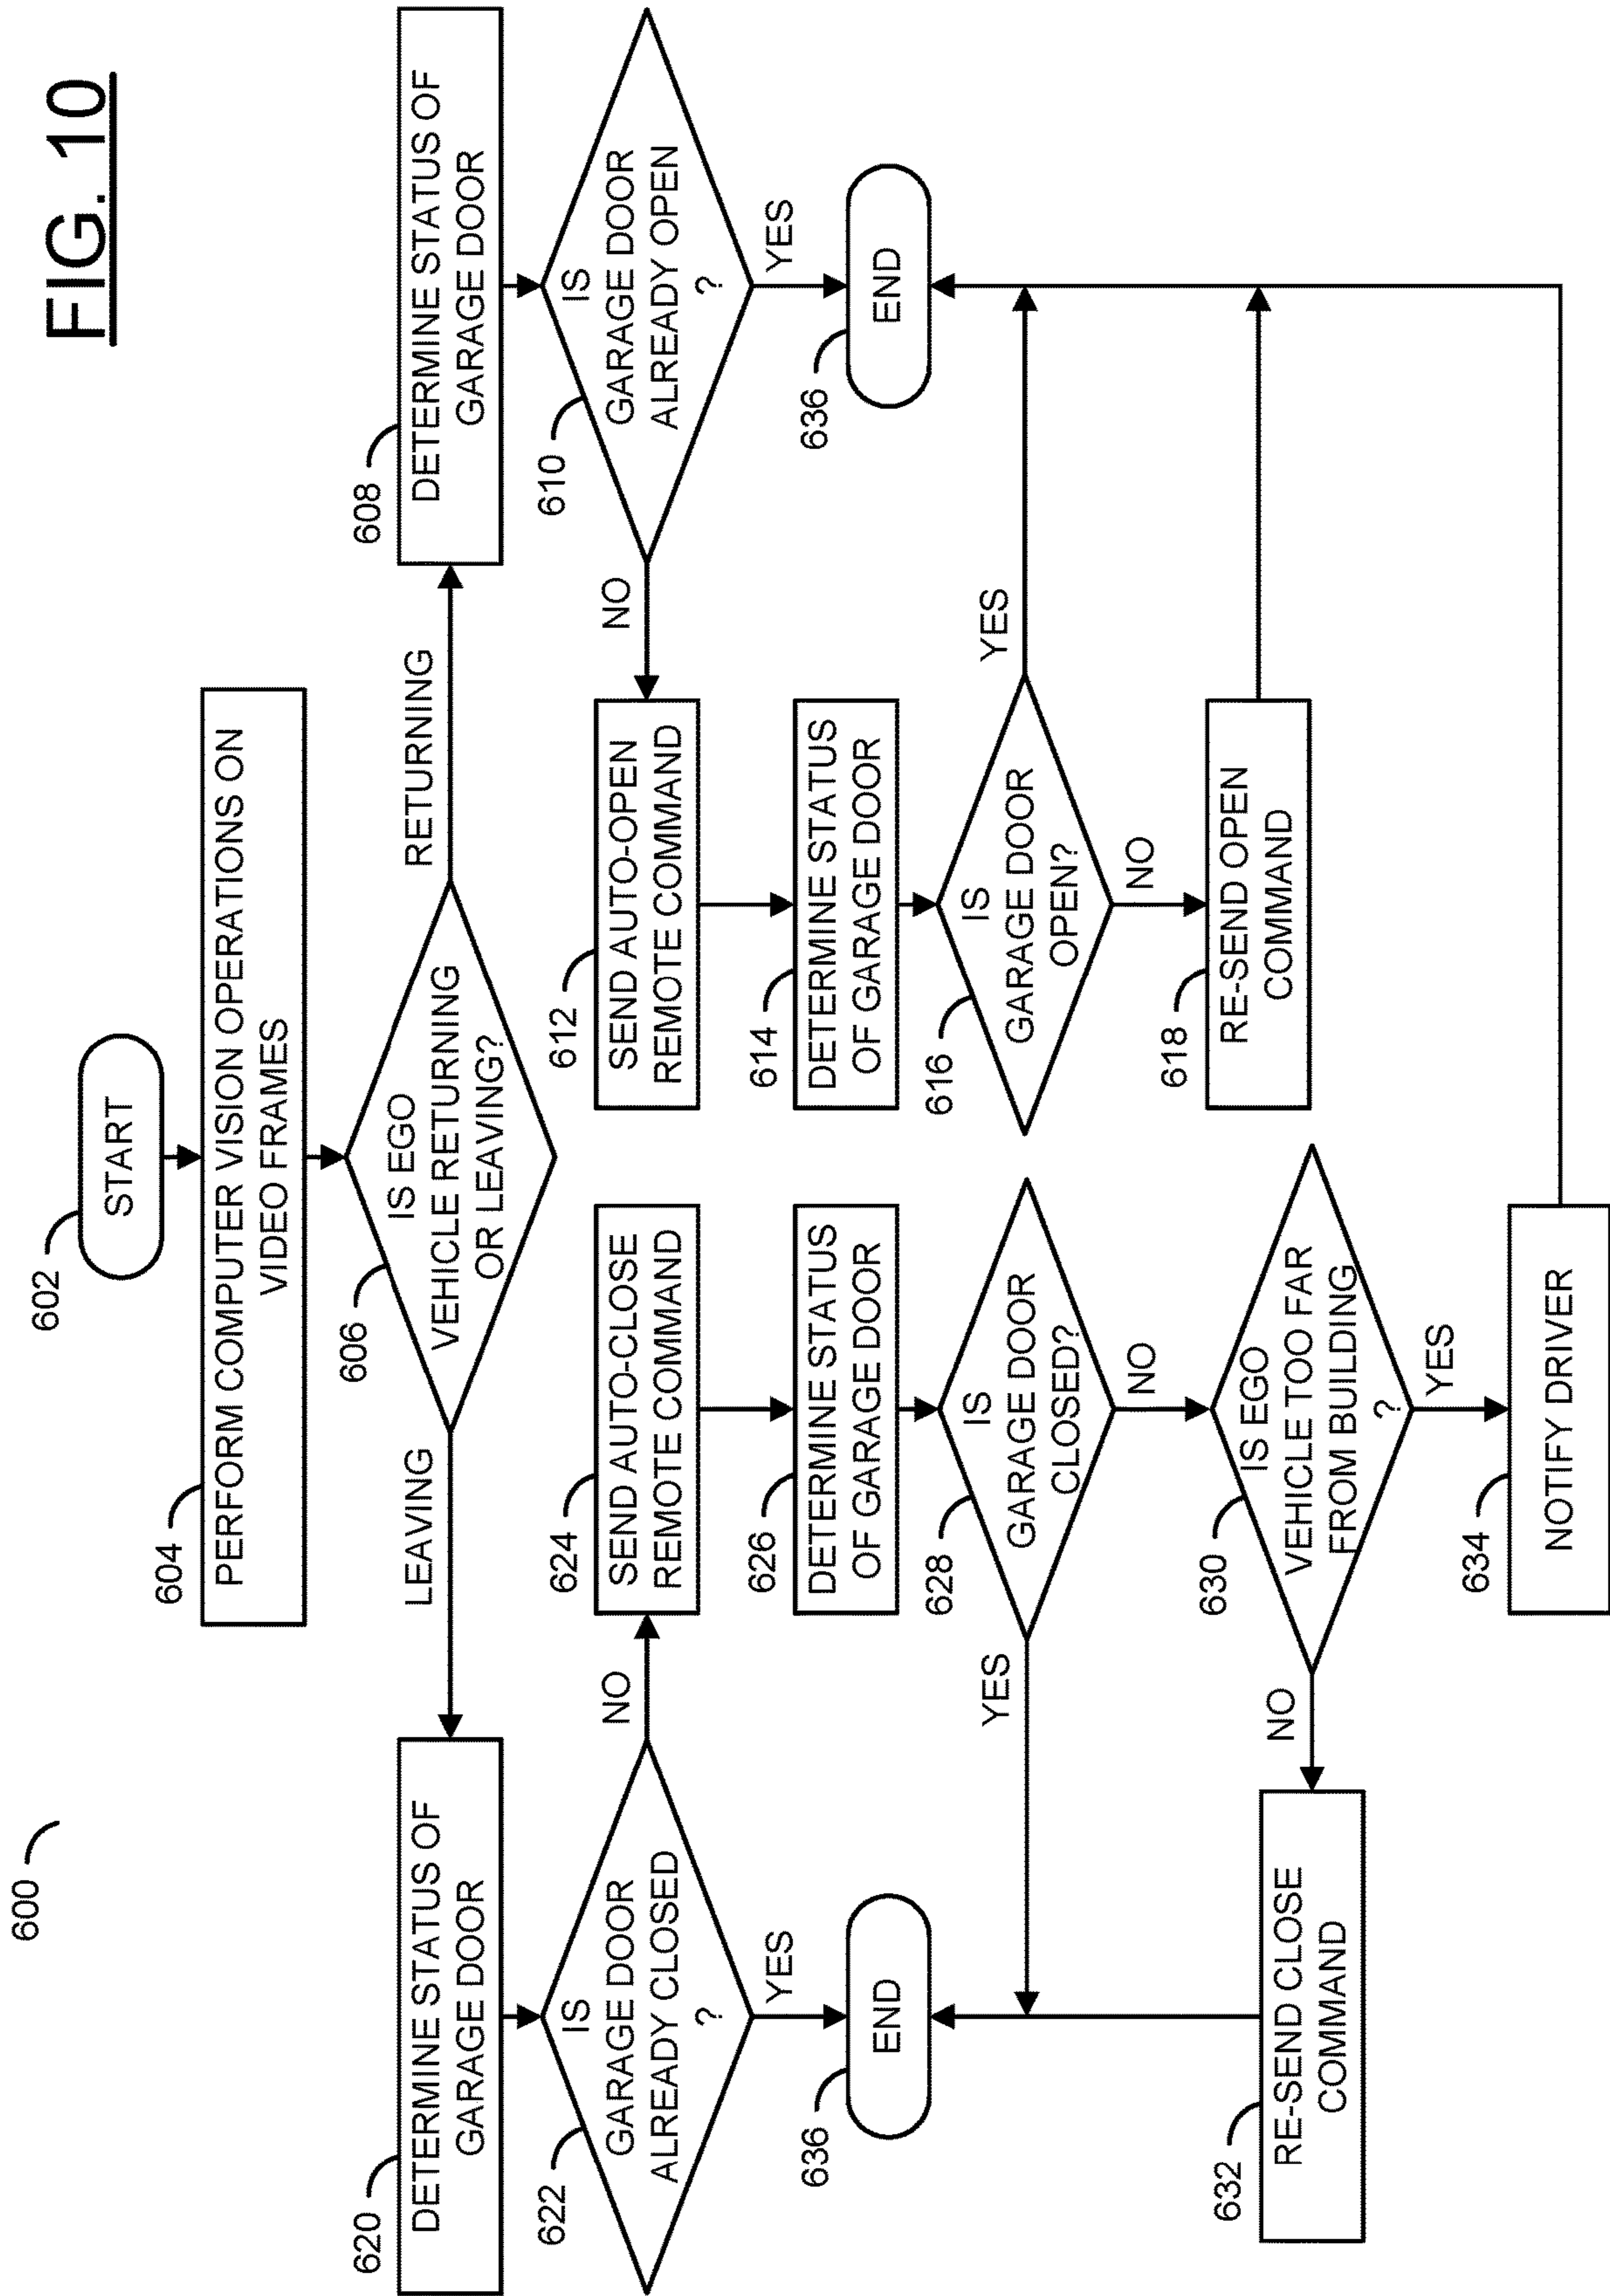 FIG. 10
600
602
START
604
PERFORM COMPUTER VISION OPERATIONS ON
VIDEO FRAMES
606
IS EGO
VEHICLE RETURNING
OR LEAVING?
LEAVING
RETURNING
620
DETERMINE STATUS OF
GARAGE DOOR
608
DETERMINE STATUS OF
GARAGE DOOR
622
IS
GARAGE DOOR
ALREADY CLOSED
?
NO
YES
624
SEND AUTO-CLOSE
REMOTE COMMAND
612
SEND AUTO-OPEN
REMOTE COMMAND
NO
610
IS
GARAGE DOOR
ALREADY OPEN
?
YES
636
END
626
DETERMINE STATUS
OF GARAGE DOOR
614
DETERMINE STATUS
OF GARAGE DOOR
636
END
YES
628
IS
GARAGE DOOR
CLOSED?
NO
616
IS
GARAGE DOOR
OPEN?
YES
NO
632
RE-SEND CLOSE
COMMAND
NO
630
IS EGO
VEHICLE TOO FAR
FROM BUILDING
?
YES
618
RE-SEND OPEN
COMMAND
634
NOTIFY DRIVER